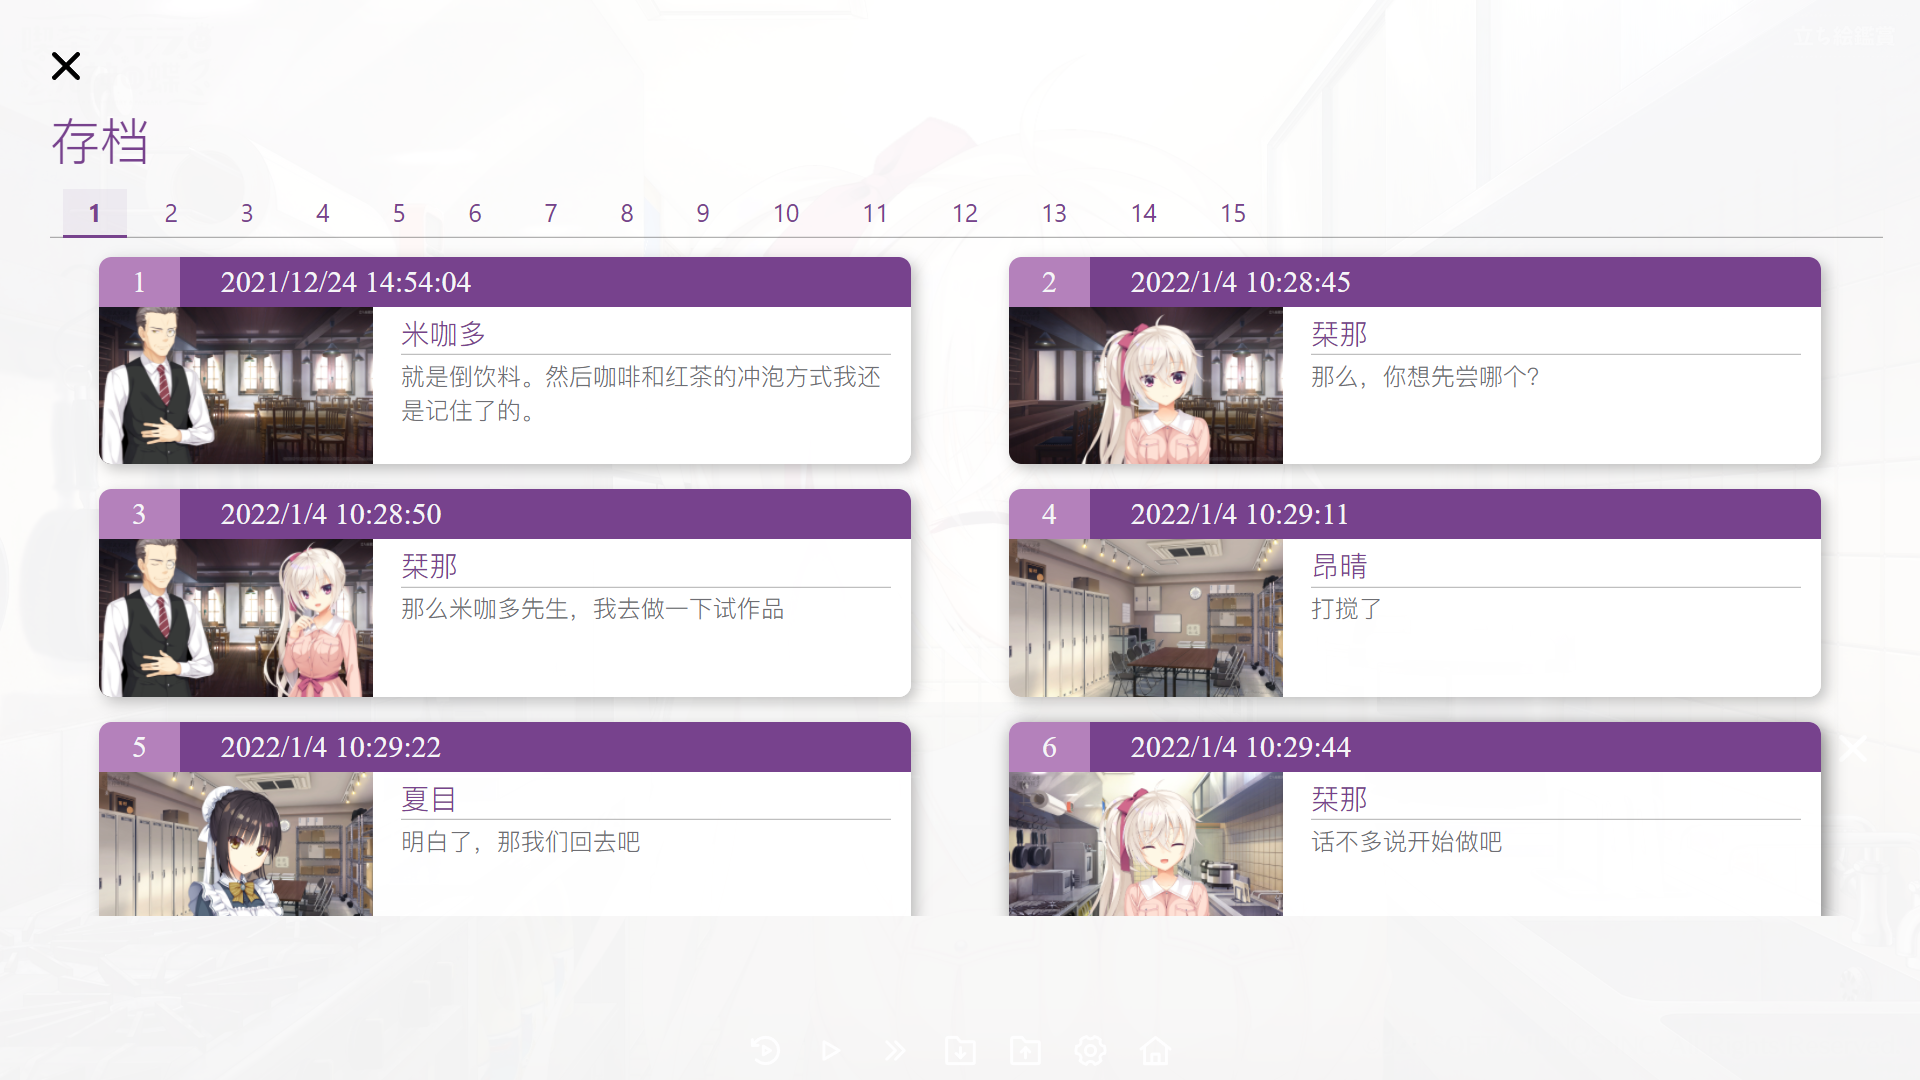 存档
1 2 3 4 5 6 7 8 9 10 11 12 13 14 15
1 2021/12/24 14:54:04
米咖多
就是倒饮料。然后咖啡和红茶的冲泡方式我还
是记住了的。
2 2022/1/4 10:28:45
栞那
那么，你想先尝哪个？
3 2022/1/4 10:28:50
栞那
那么米咖多先生，我去做一下试作品
4 2022/1/4 10:29:11
昂晴
打搅了
5 2022/1/4 10:29:22
夏目
明白了，那我们回去吧
6 2022/1/4 10:29:44
栞那
话不多说开始做吧